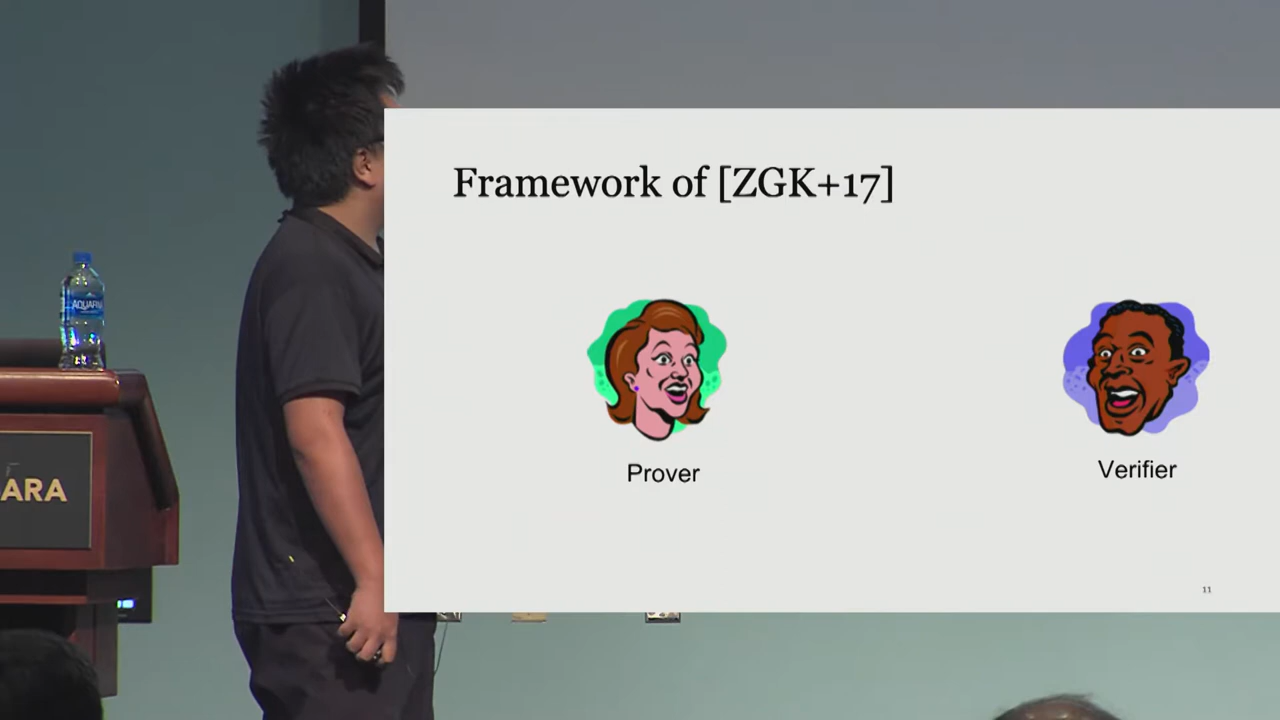 Framework of [ZGK+17]
AQUAFINA
ARA
Prover
Verifier
11